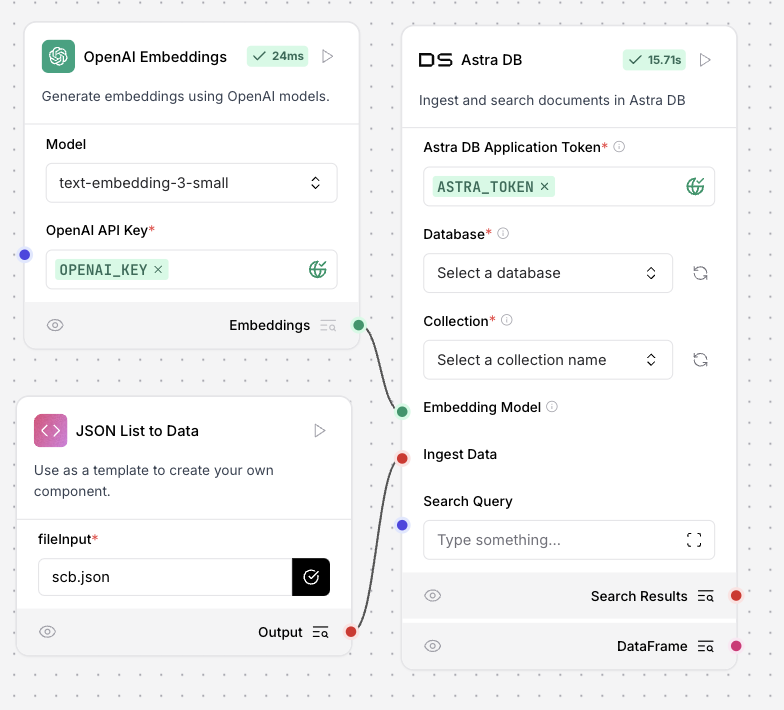 OpenAI Embeddings
24ms
Generate embeddings using OpenAI models.
Model
text-embedding-3-small
OpenAI API Key*
OPENAI_KEY ×
Embeddings
JSON List to Data
Use as a template to create your own
component.
fileInput*
scb.json
Output
DS Astra DB
15.71s
Ingest and search documents in Astra DB
Astra DB Application Token*
ASTRA_TOKEN ×
Database*
Select a database
Collection*
Select a collection name
Embedding Model
Ingest Data
Search Query
Type something...
Search Results
DataFrame